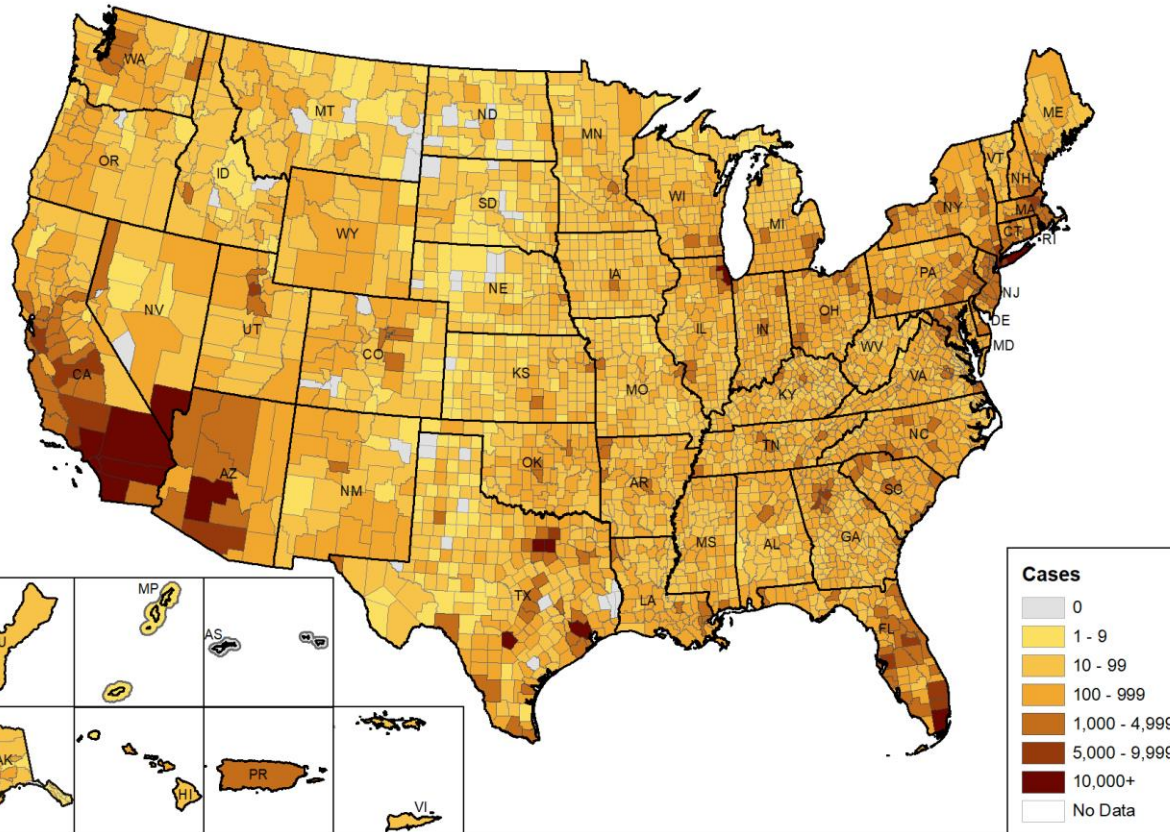 WA
MT
ND
MN
ME
OR
ID
SD
WI
VT
NH
NY
MA
CT
RI
MI
WY
IA
PA
NJ
NE
NV
UT
CO
IL
IN
OH
DE
MD
WV
VA
CA
KS
MO
KY
NC
TN
AZ
NM
OK
AR
SC
MS
AL
GA
TX
LA
FL
MP
AS
AK
HI
PR
VI
Cases
0
1 - 9
10 - 99
100 - 999
1,000 - 4,999
5,000 - 9,999
10,000+
No Data